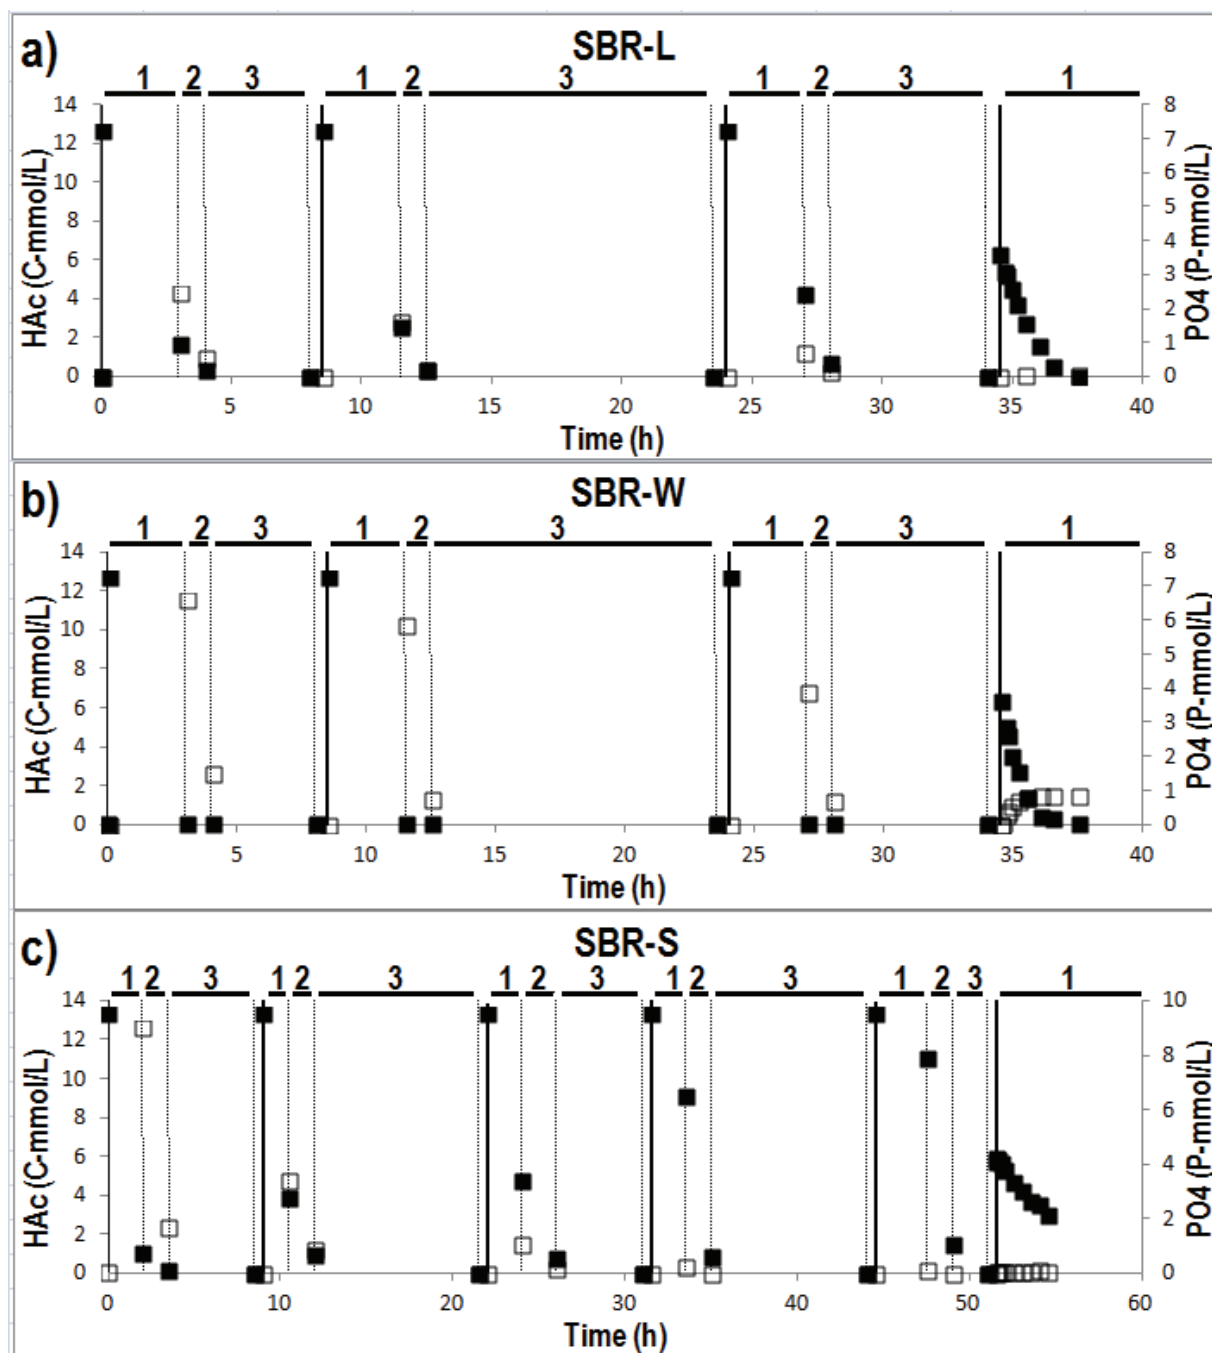 a)
SBR-L
1 2 3 1 2 3 1 2 3 1
14 12 10 8 6 4 2 0
HAc (C-mmol/L)
8 7 6 5 4 3 2 1 0
PO4 (P-mmol/L)
0 5 10 15 20 25 30 35 40
Time (h)
b)
SBR-W
1 2 3 1 2 3 1 2 3 1
14 12 10 8 6 4 2 0
HAc (C-mmol/L)
8 7 6 5 4 3 2 1 0
PO4 (P-mmol/L)
0 5 10 15 20 25 30 35 40
Time (h)
c)
SBR-S
1 2 3 1 2 3 1 2 3 1 2 3 1 2 3 1
14 12 10 8 6 4 2 0
HAc (C-mmol/L)
10 8 6 4 2 0
PO4 (P-mmol/L)
0 10 20 30 40 50 60
Time (h)